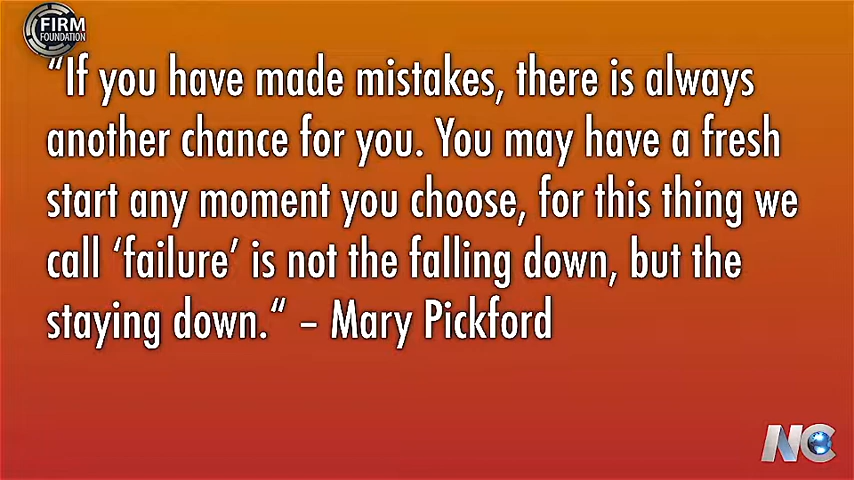 FIRM
FOUNDATION
“If you have made mistakes, there is always
another chance for you. You may have a fresh
start any moment you choose, for this thing we
call ‘failure’ is not the falling down, but the
staying down.“ – Mary Pickford
NC